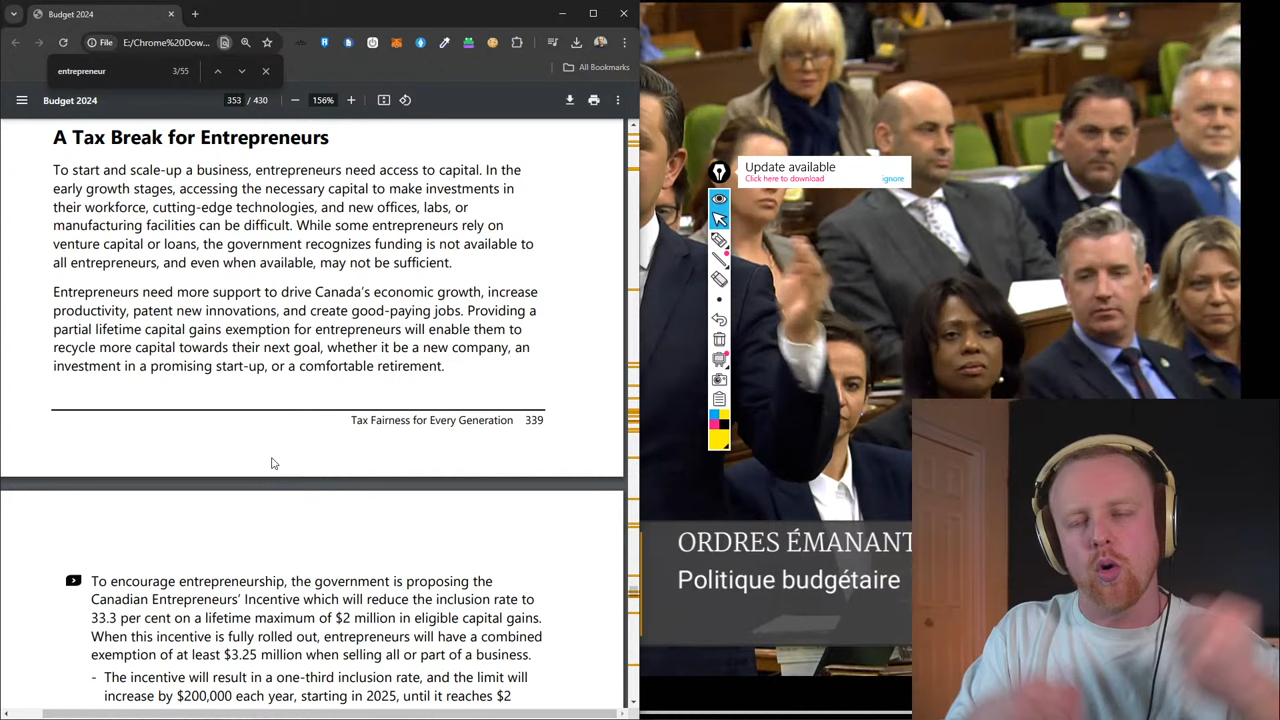 Budget 2024
File
E:/Chrome%20Dow...
All Bookmarks
entrepreneur
3/55
Budget 2024
353 / 430
156%
A Tax Break for Entrepreneurs
To start and scale-up a business, entrepreneurs need access to capital. In the
early growth stages, accessing the necessary capital to make investments in
their workforce, cutting-edge technologies, and new offices, labs, or
manufacturing facilities can be difficult. While some entrepreneurs rely on
venture capital or loans, the government recognizes funding is not available to
all entrepreneurs, and even when available, may not be sufficient.
Entrepreneurs need more support to drive Canada's economic growth, increase
productivity, patent new innovations, and create good-paying jobs. Providing a
partial lifetime capital gains exemption for entrepreneurs will enable them to
recycle more capital towards their next goal, whether it be a new company, an
investment in a promising start-up, or a comfortable retirement.
Tax Fairness for Every Generation 339
To encourage entrepreneurship, the government is proposing the
Canadian Entrepreneurs' Incentive which will reduce the inclusion rate to
33.3 per cent on a lifetime maximum of $2 million in eligible capital gains.
When this incentive is fully rolled out, entrepreneurs will have a combined
exemption of at least $3.25 million when selling all or part of a business.
- The incentive will result in a one-third inclusion rate, and the limit will
increase by $200,000 each year, starting in 2025, until it reaches $2
Update available
Click here to download
ignore
ORDRES ÉMANANT
Politique budgétaire